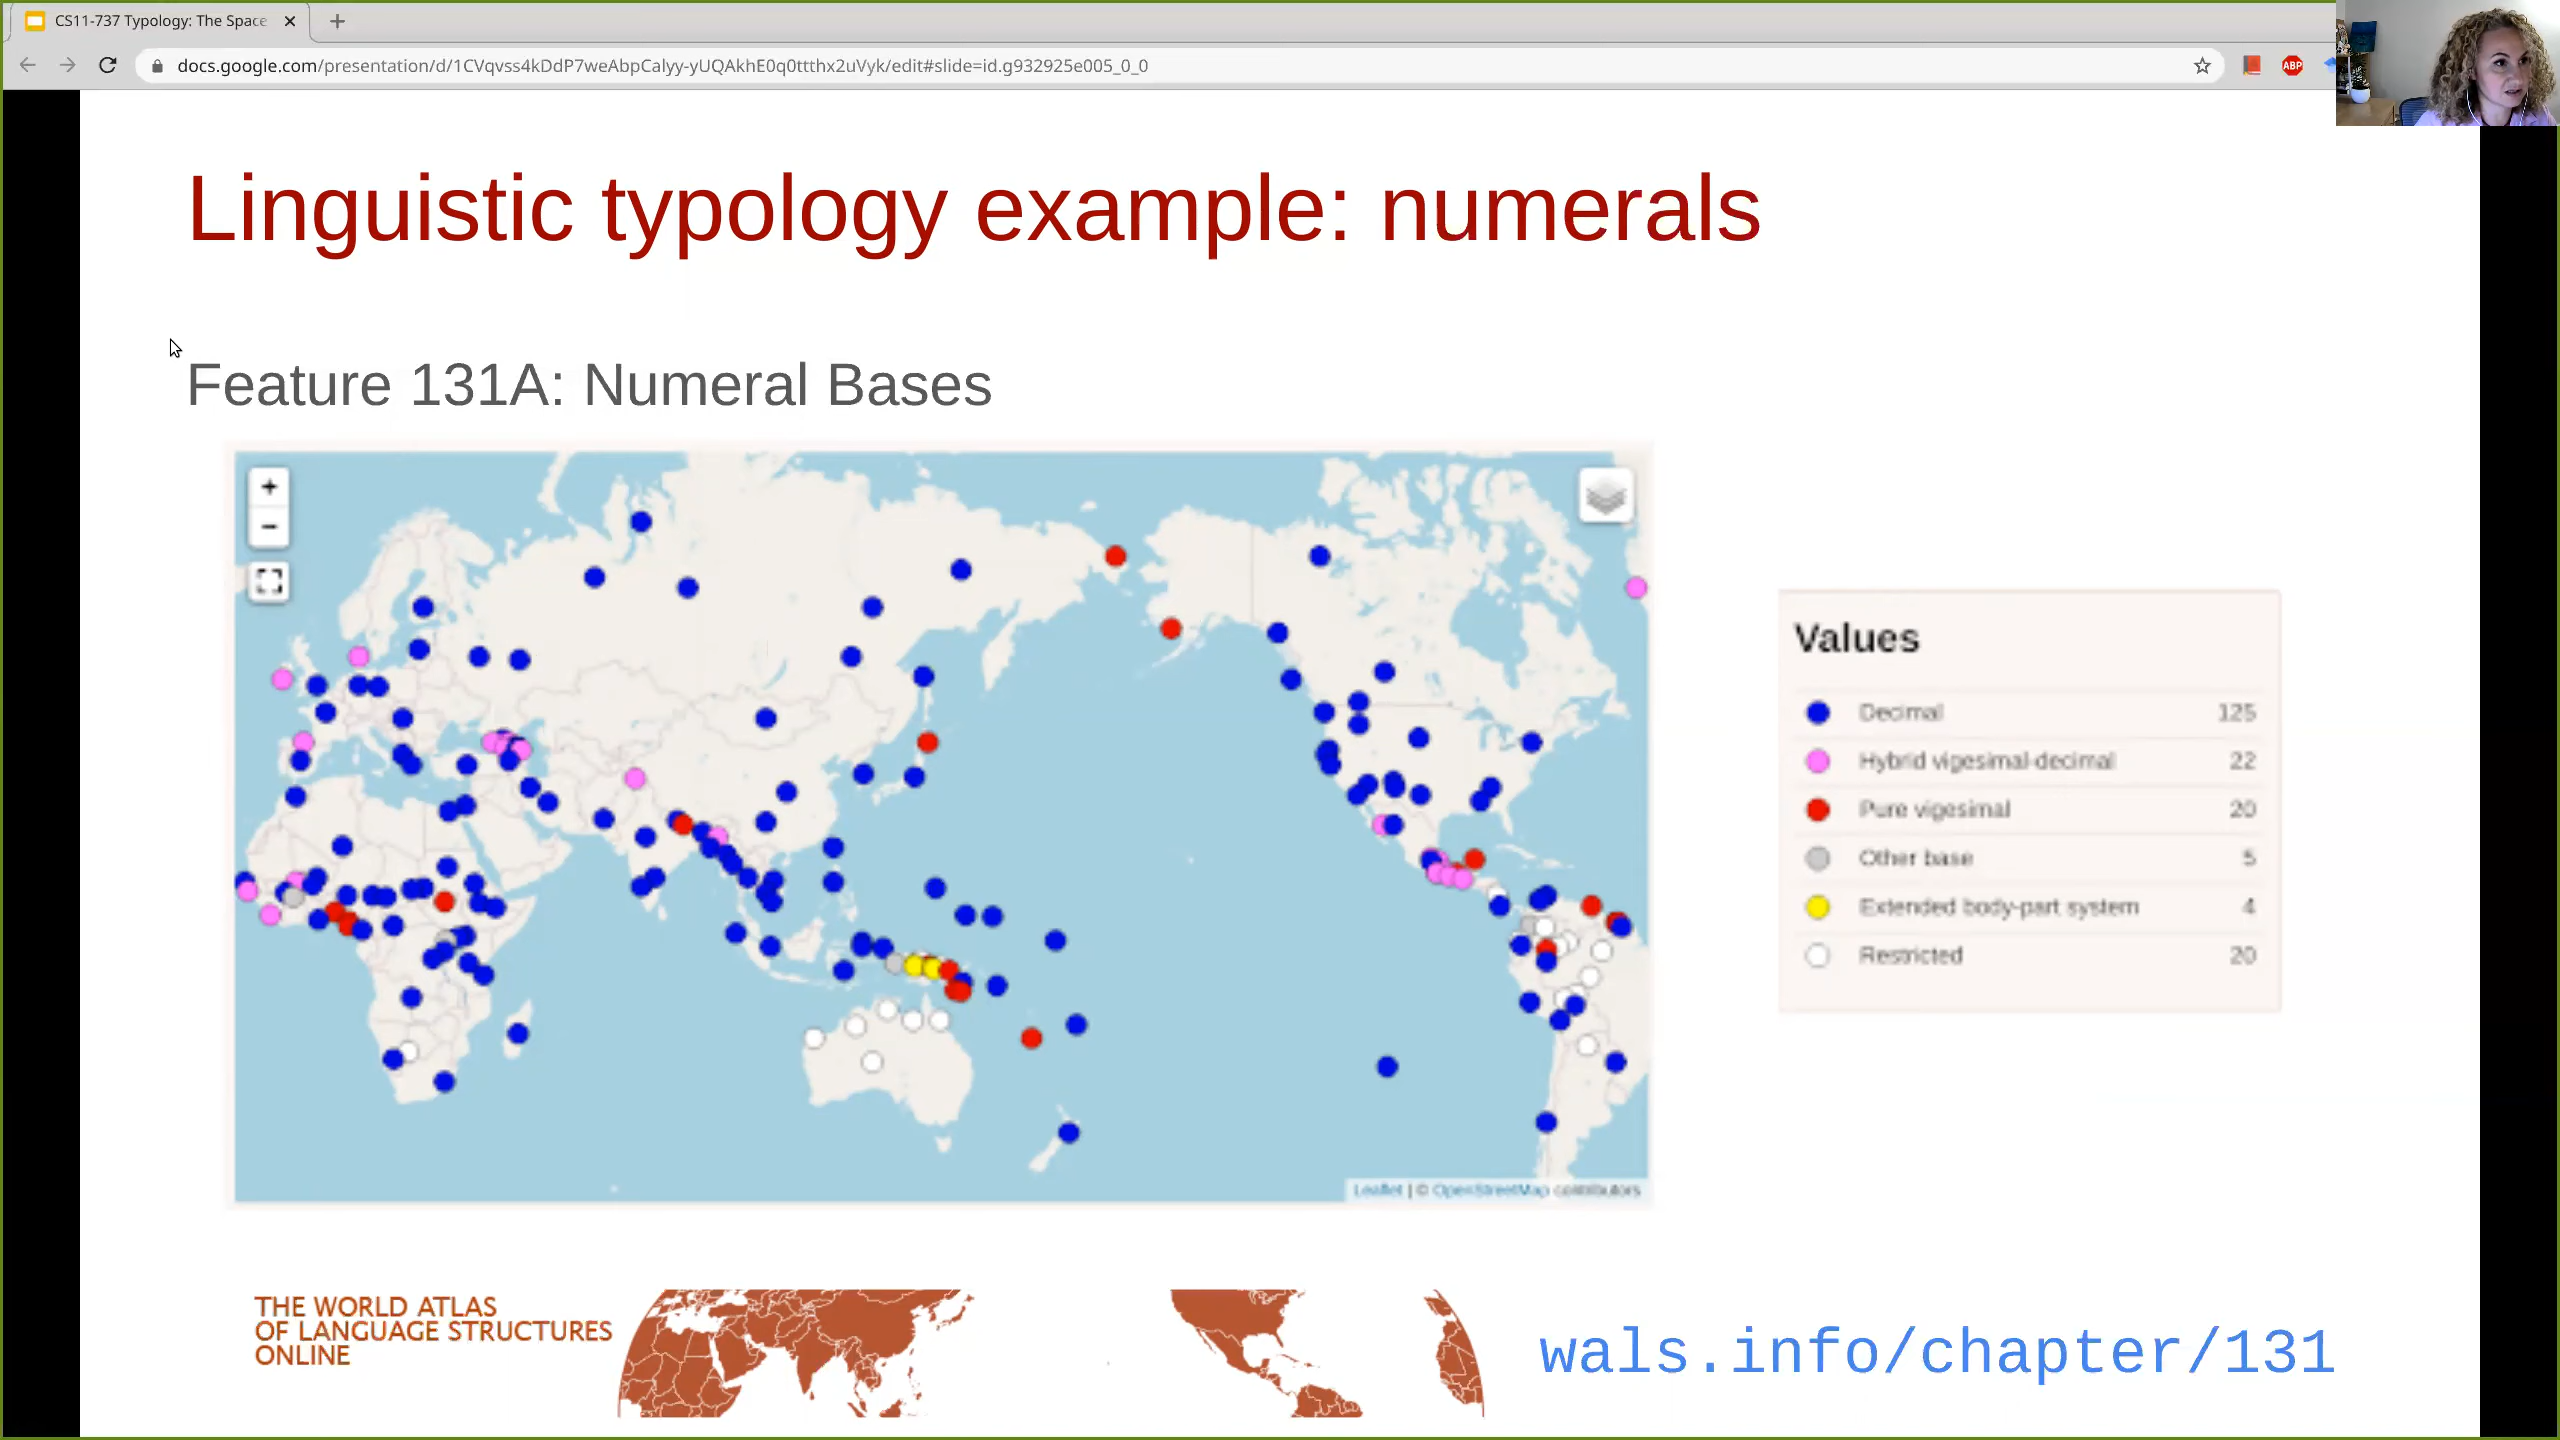 CS11-737 Typology: The Space
docs.google.com/presentation/d/1CVqvss4kDdP7weAbpCalyy-yUQAkhE0q0ttthx2uVyk/edit#slide=id.g932925e005_0_0
ABP
Linguistic typology example: numerals
Feature 131A: Numeral Bases
+
−
Values
Decimal 125
Hybrid vigesimal-decimal 22
Pure vigesimal 20
Other base 5
Extended body-part system 4
Restricted 20
Leaflet | © OpenStreetMap contributors
THE WORLD ATLAS
OF LANGUAGE STRUCTURES
ONLINE
wals.info/chapter/131